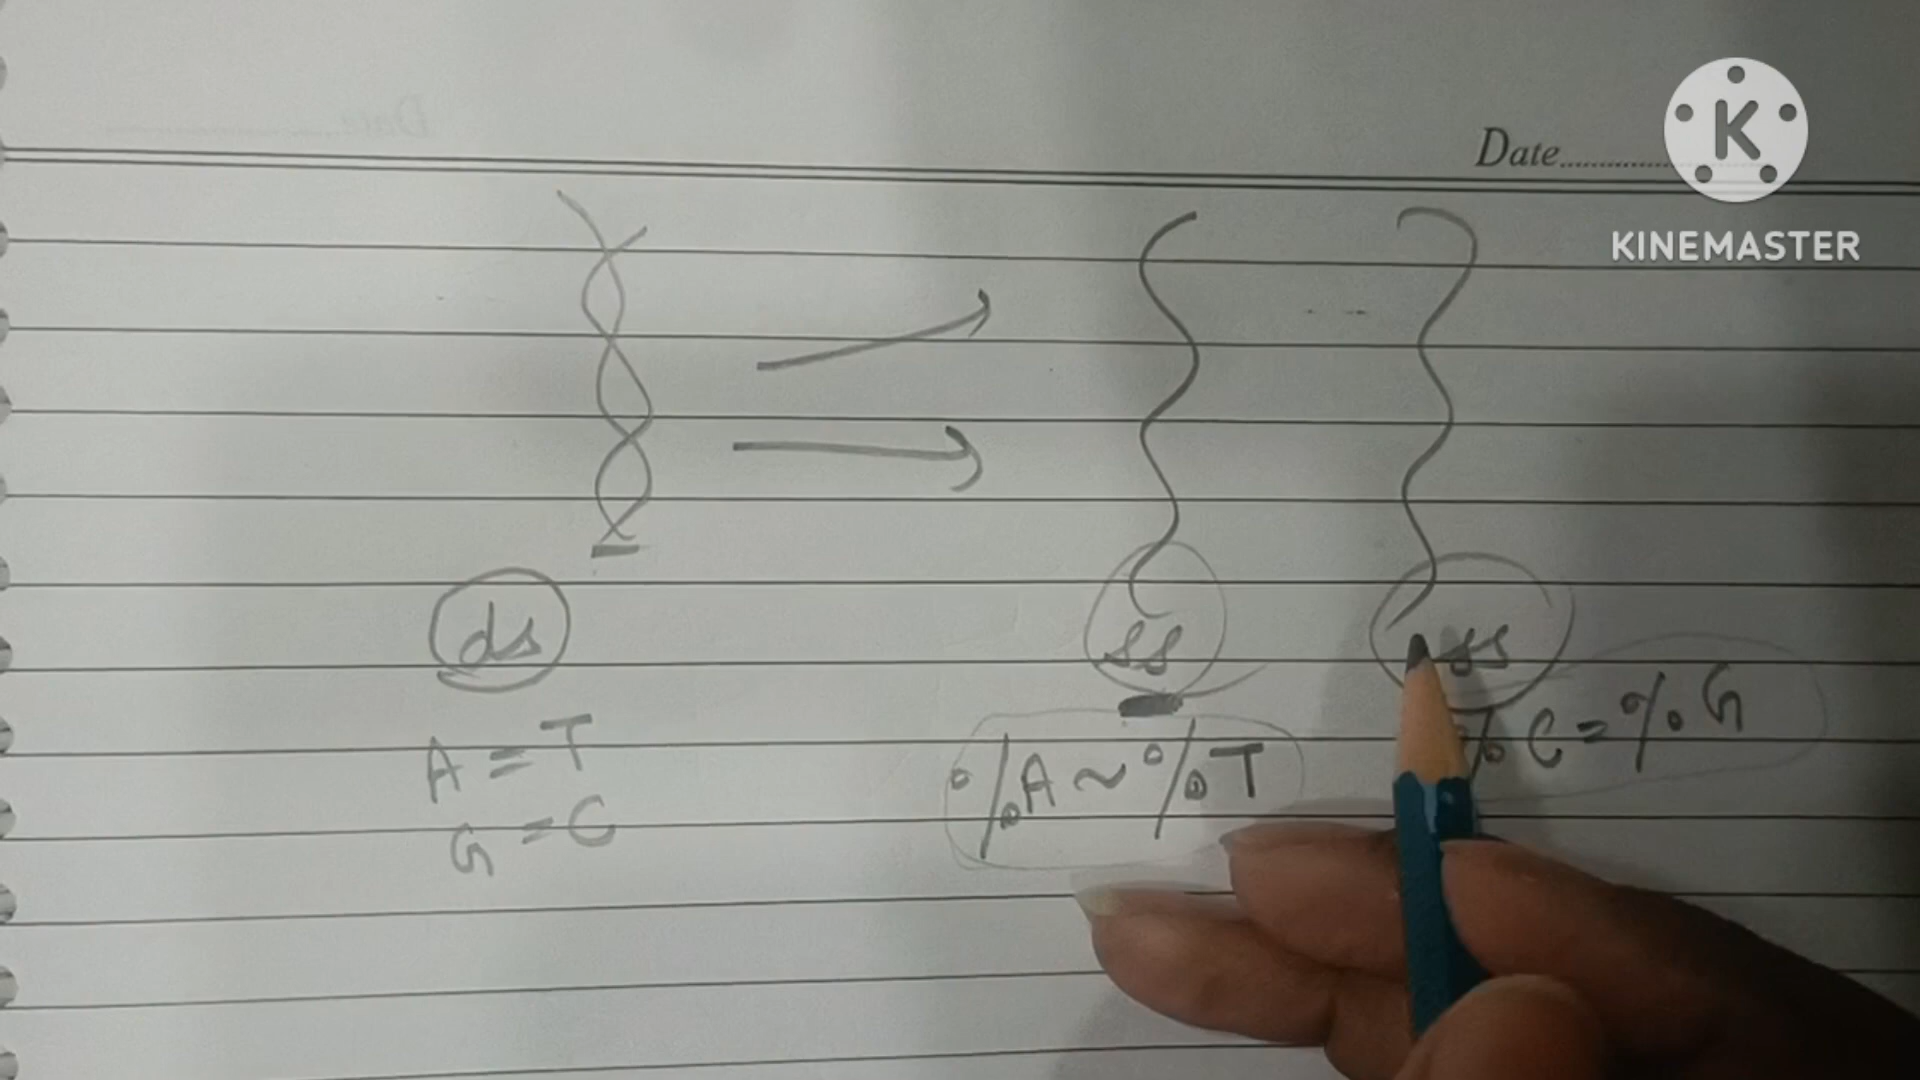 Date..............
K
KINEMASTER
ds
ss
ss
A = T
G = C
%A ~ %T
% C = % G